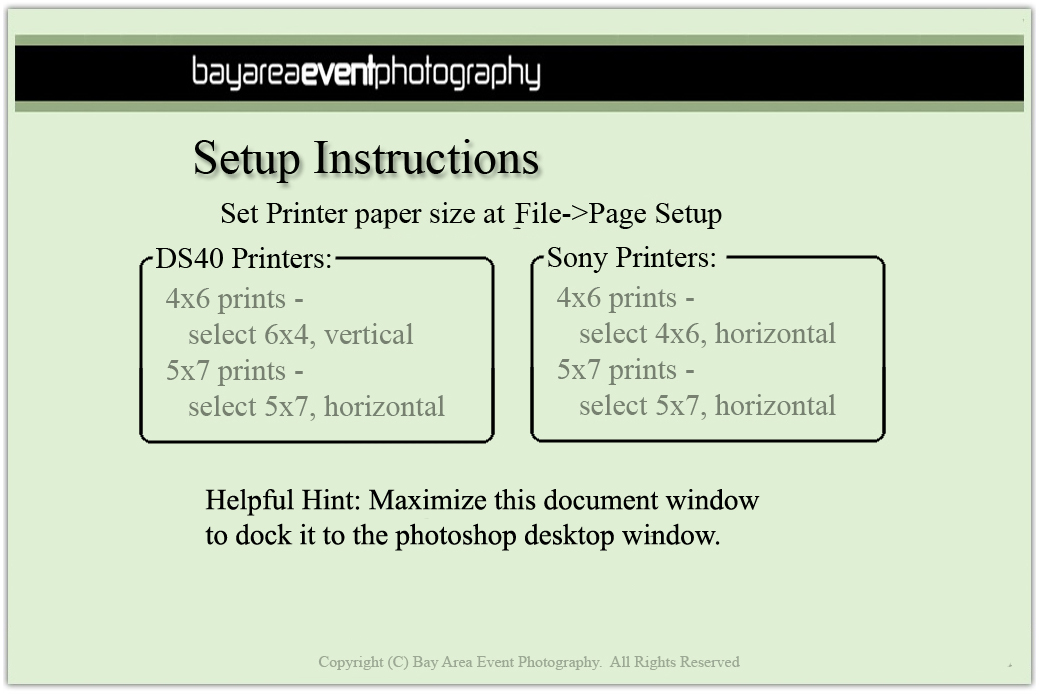 bayareaeventphotography
Setup Instructions
Set Printer paper size at File->Page Setup
DS40 Printers:
4x6 prints -
select 6x4, vertical
5x7 prints -
select 5x7, horizontal
Sony Printers:
4x6 prints -
select 4x6, horizontal
5x7 prints -
select 5x7, horizontal
Helpful Hint: Maximize this document window
to dock it to the photoshop desktop window.
Copyright (C) Bay Area Event Photography.  All Rights Reserved